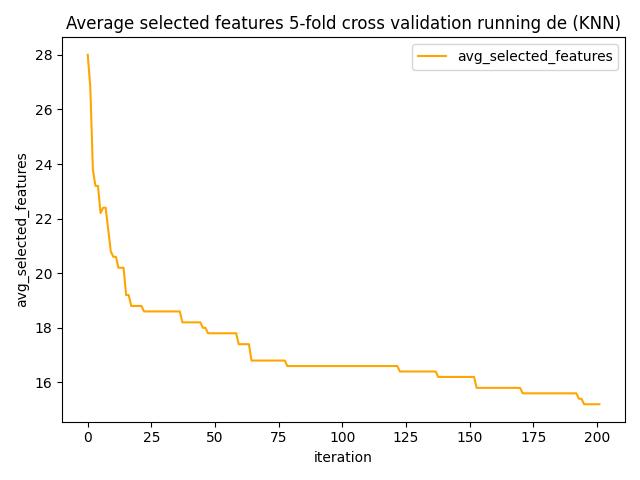 Average selected features 5-fold cross validation running de (KNN)
avg_selected_features
28
26
24
22
20
18
16
avg_selected_features
0 25 50 75 100 125 150 175 200
iteration